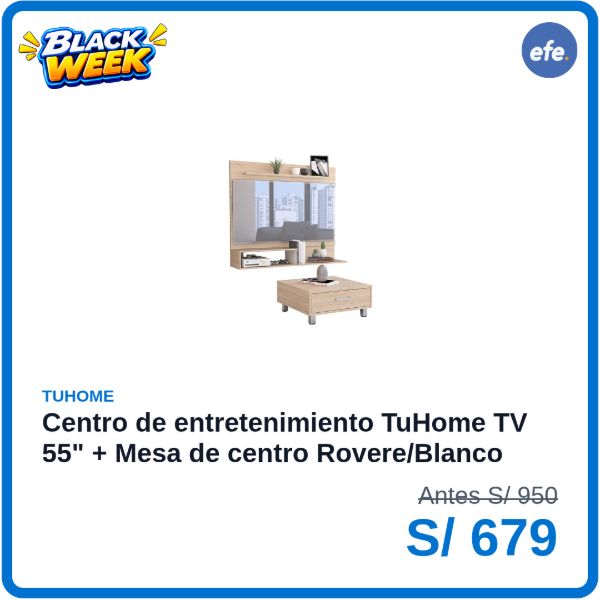 BLACK
WEEK
efe.
TUHOME
Centro de entretenimiento TuHome TV
55" + Mesa de centro Rovere/Blanco
Antes S/ 950
S/ 679